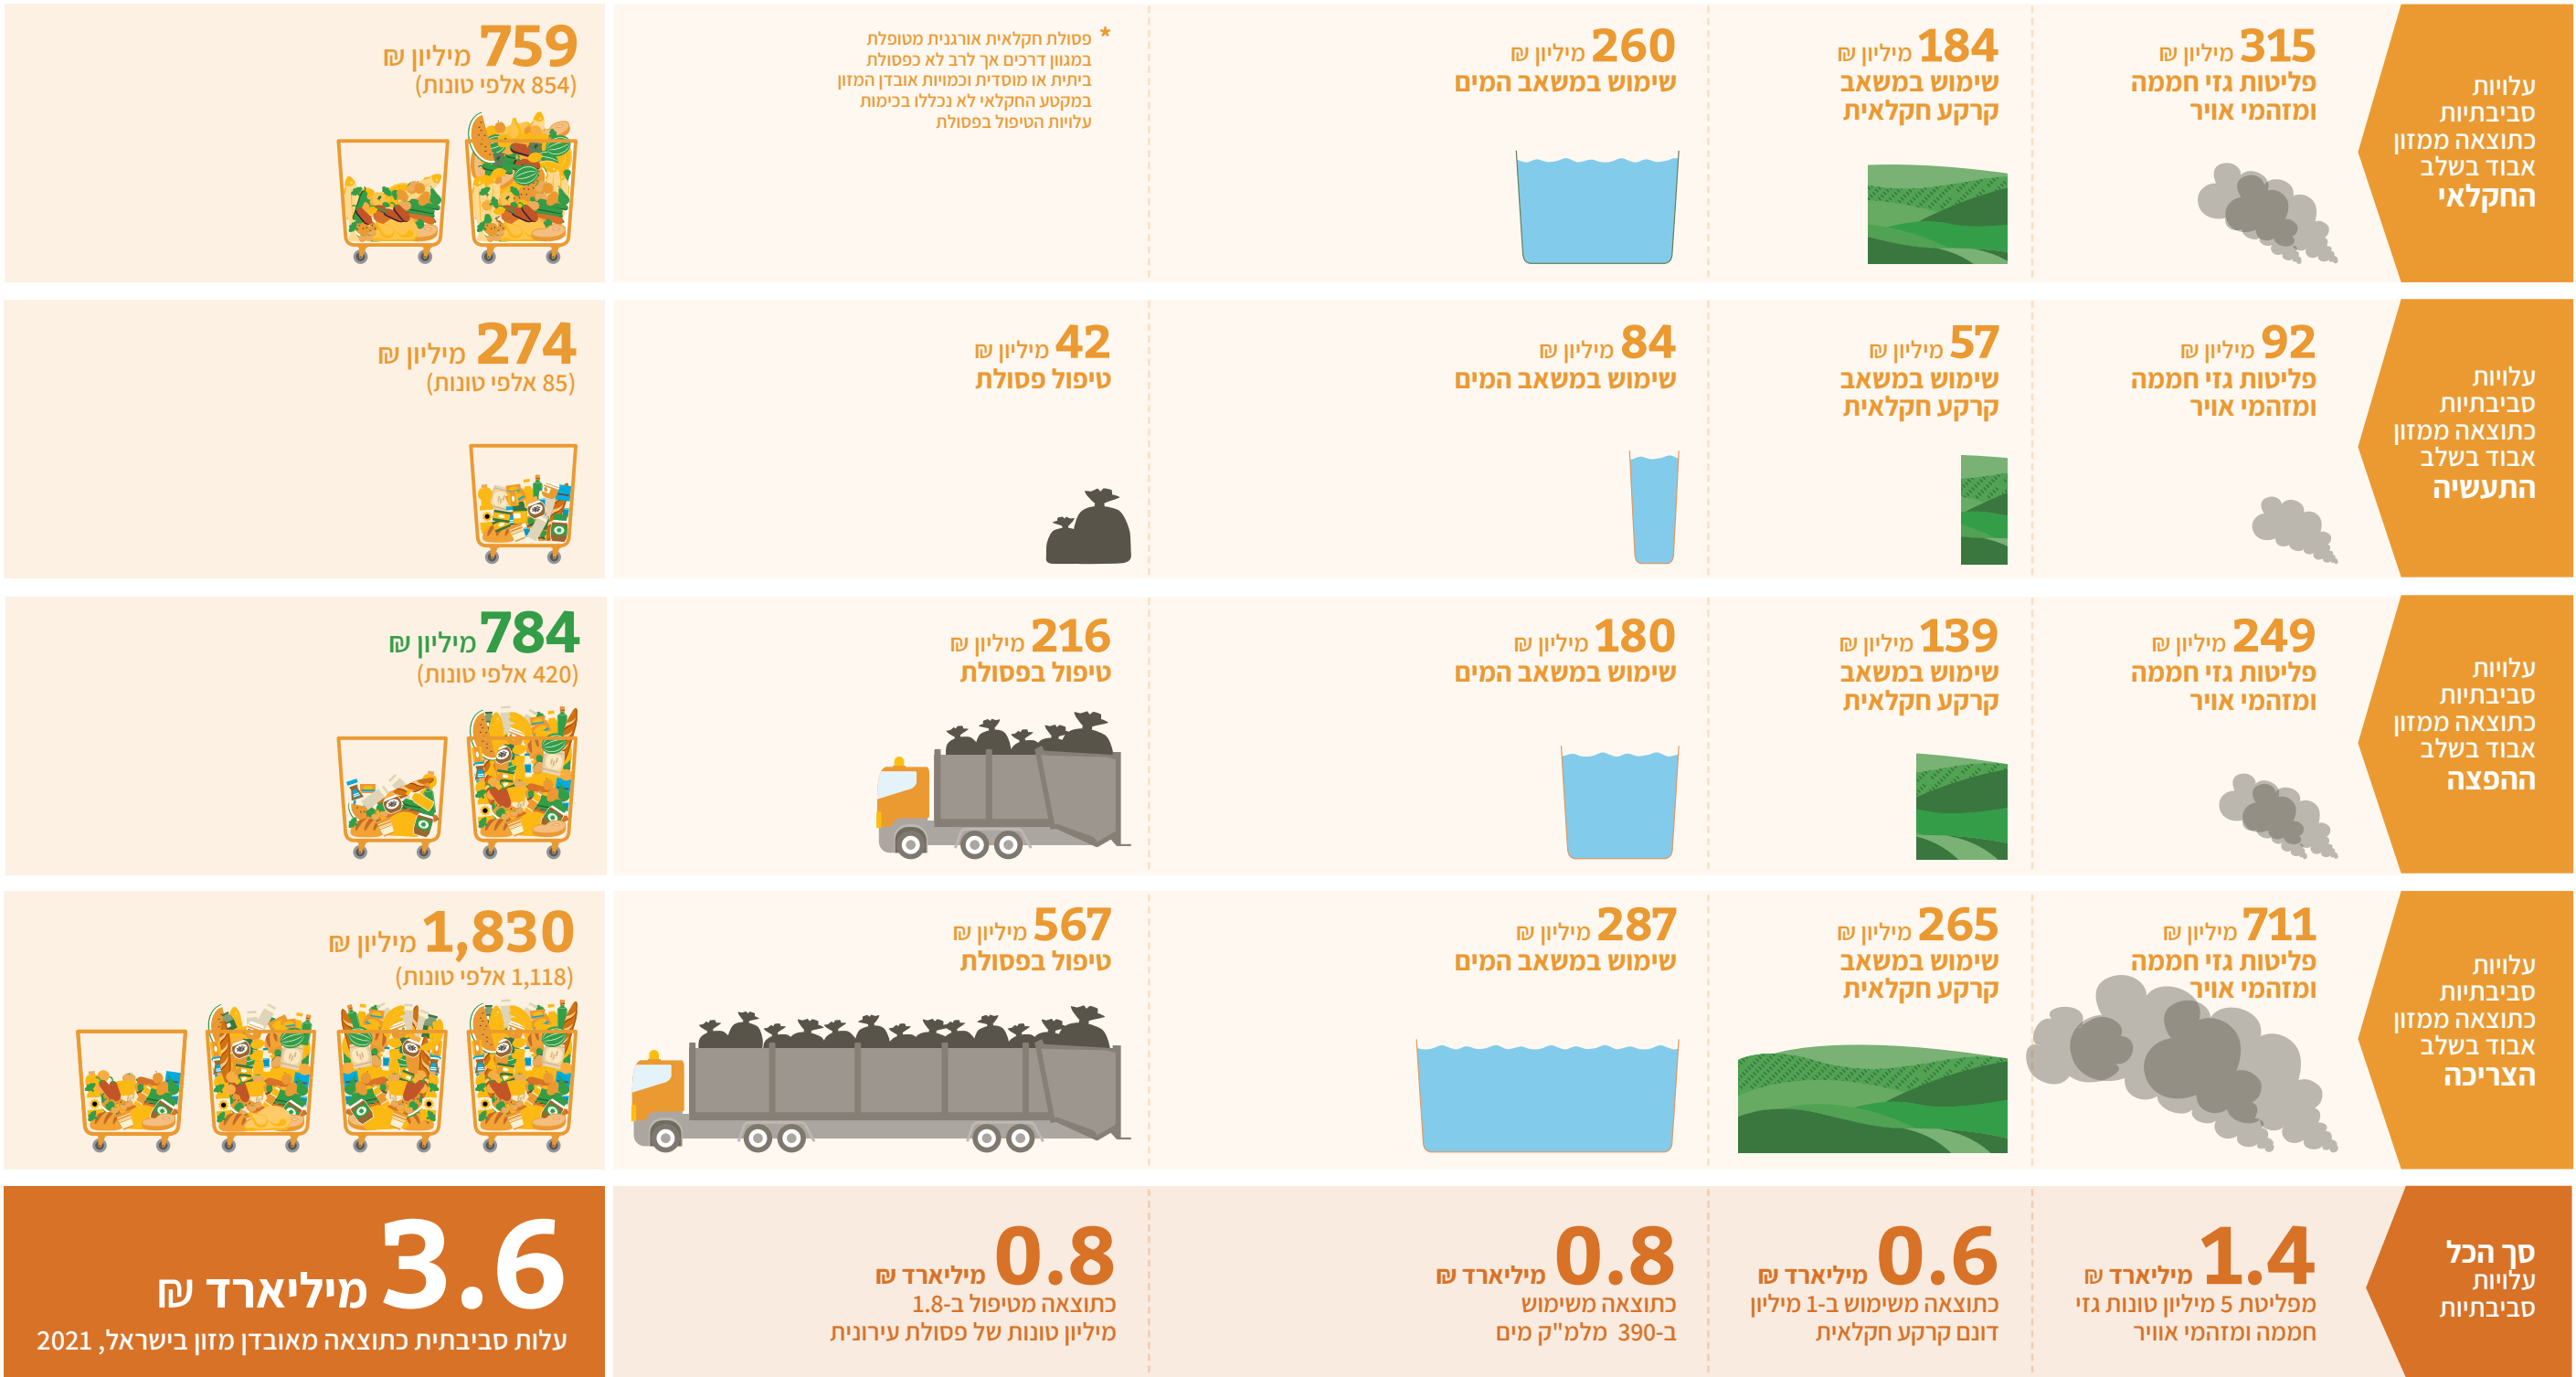 עלויות
סביבתיות
כתוצאה ממזון
אבוד בשלב
החקלאי
315 מיליון ₪
פליטות גזי חממה
ומזהמי אויר
184 מיליון ₪
שימוש במשאב
קרקע חקלאית
260 מיליון ₪
שימוש במשאב המים
* פסולת חקלאית אורגנית מטופלת
במגוון דרכים אך לרב לא כפסולת
ביתית או מוסדית וכמויות אובדן המזון
במקטע החקלאי לא נכללו בכימות
עלויות הטיפול בפסולת
759 מיליון ₪
(854 אלפי טונות)
עלויות
סביבתיות
כתוצאה ממזון
אבוד בשלב
התעשיה
92 מיליון ₪
פליטות גזי חממה
ומזהמי אויר
57 מיליון ₪
שימוש במשאב
קרקע חקלאית
84 מיליון ₪
שימוש במשאב המים
42 מיליון ₪
טיפול פסולת
274 מיליון ₪
(85 אלפי טונות)
עלויות
סביבתיות
כתוצאה ממזון
אבוד בשלב
ההפצה
249 מיליון ₪
פליטות גזי חממה
ומזהמי אויר
139 מיליון ₪
שימוש במשאב
קרקע חקלאית
180 מיליון ₪
שימוש במשאב המים
216 מיליון ₪
טיפול בפסולת
784 מיליון ₪
(420 אלפי טונות)
עלויות
סביבתיות
כתוצאה ממזון
אבוד בשלב
הצריכה
711 מיליון ₪
פליטות גזי חממה
ומזהמי אויר
265 מיליון ₪
שימוש במשאב
קרקע חקלאית
287 מיליון ₪
שימוש במשאב המים
567 מיליון ₪
טיפול בפסולת
1,830 מיליון ₪
(1,118 אלפי טונות)
סך הכל
עלויות
סביבתיות
1.4 מיליארד ₪
מפליטת 5 מיליון טונות גזי
חממה ומזהמי אוויר
0.6 מיליארד ₪
כתוצאה משימוש ב-1 מיליון
דונם קרקע חקלאית
0.8 מיליארד ₪
כתוצאה משימוש
ב-390 מלמ"ק מים
0.8 מיליארד ₪
כתוצאה מטיפול ב-1.8
מיליון טונות של פסולת עירונית
3.6 מיליארד ₪
עלות סביבתית כתוצאה מאובדן מזון בישראל, 2021